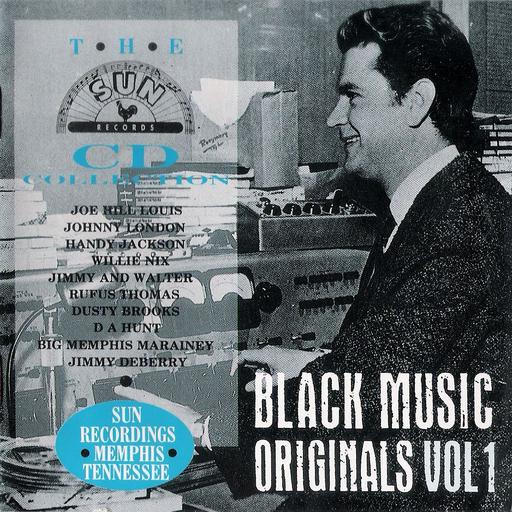 THE
SUN
RECORDS
CD
COLLECTION
JOE HILL LOUIS
JOHNNY LONDON
HANDY JACKSON
WILLIE NIX
JIMMY AND WALTER
RUFUS THOMAS
DUSTY BROOKS
D A HUNT
BIG MEMPHIS MARAINEY
JIMMY DEBERRY
SUN
RECORDINGS
• MEMPHIS •
TENNESSEE
BLACK MUSIC
ORIGINALS VOL 1